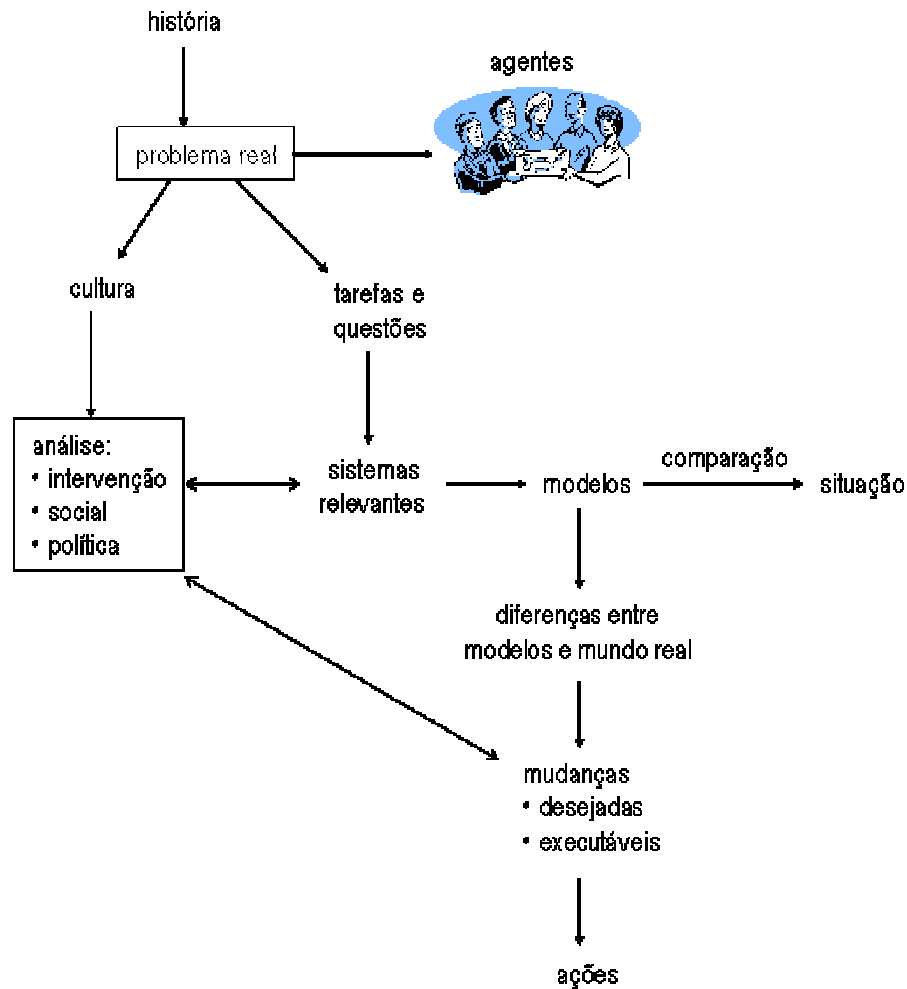 história
agentes
problema real
cultura
tarefas e
questões
análise:
• intervenção
• social
• política
sistemas
relevantes
modelos
comparação
situação
diferenças entre
modelos e mundo real
mudanças
• desejadas
• executáveis
ações